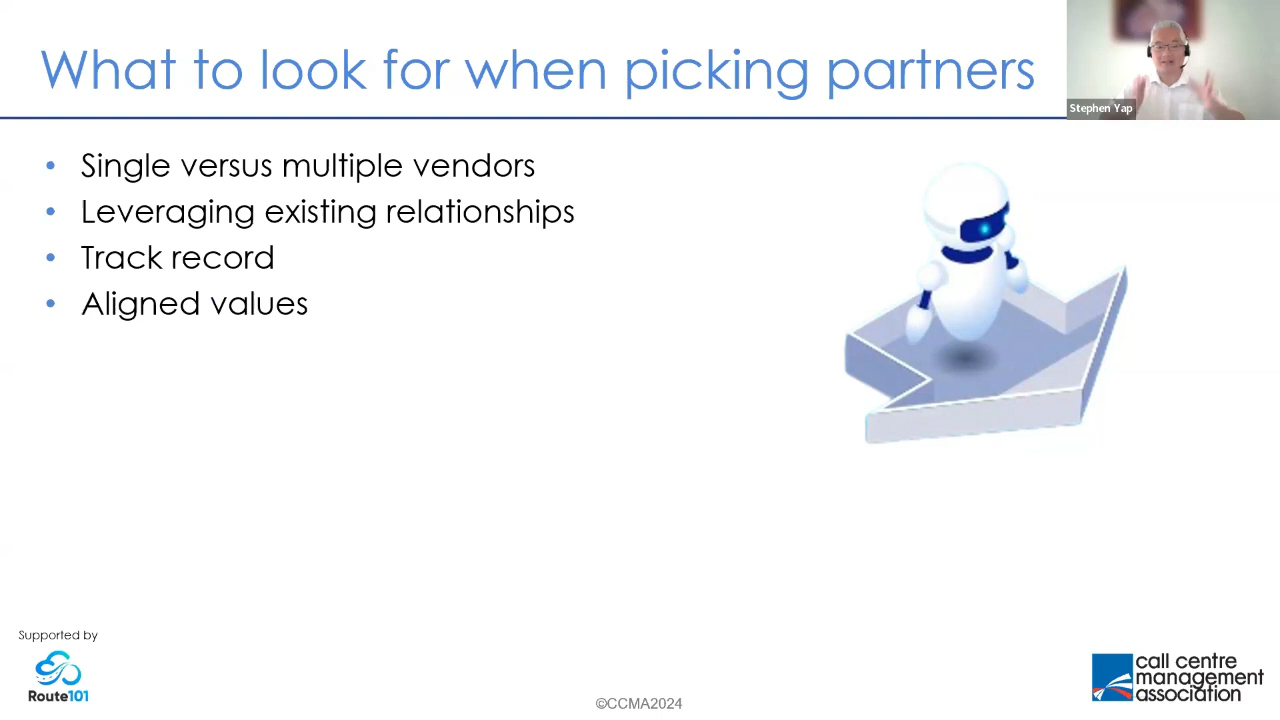 What to look for when picking partners
Stephen Yap
• Single versus multiple vendors
• Leveraging existing relationships
• Track record
• Aligned values
Supported by
Route101
©CCMA2024
call centre
management
association